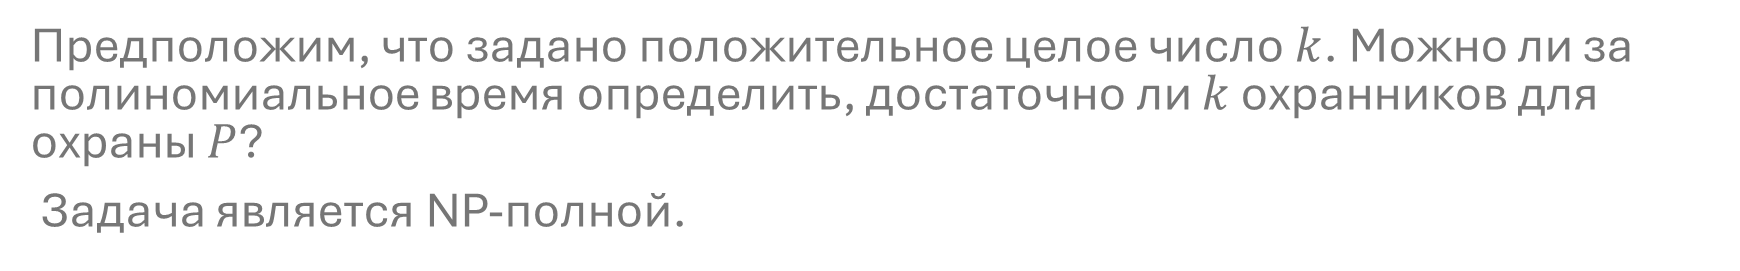 Предположим, что задано положительное целое число k. Можно ли за
полиномиальное время определить, достаточно ли k охранников для
охраны P?
Задача является NP-полной.